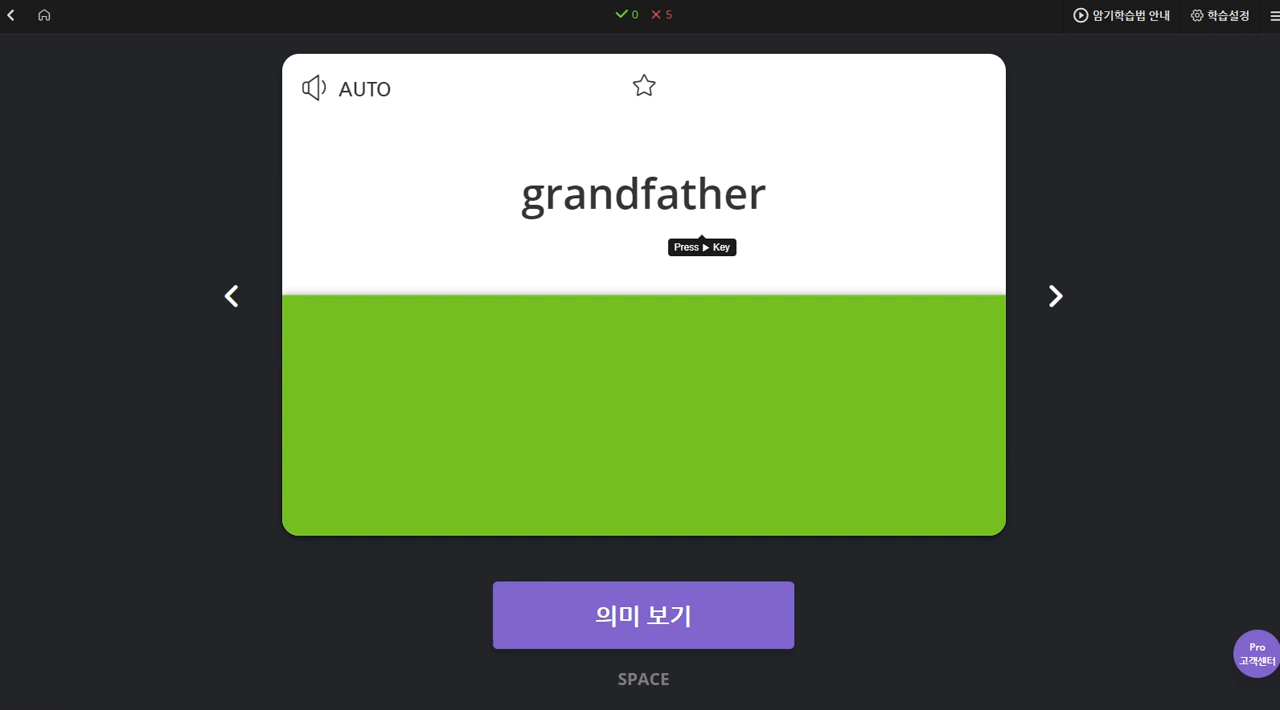 0 5
암기학습법 안내
학습설정
AUTO
grandfather
Press ▶ Key
의미 보기
SPACE
Pro
고객센터